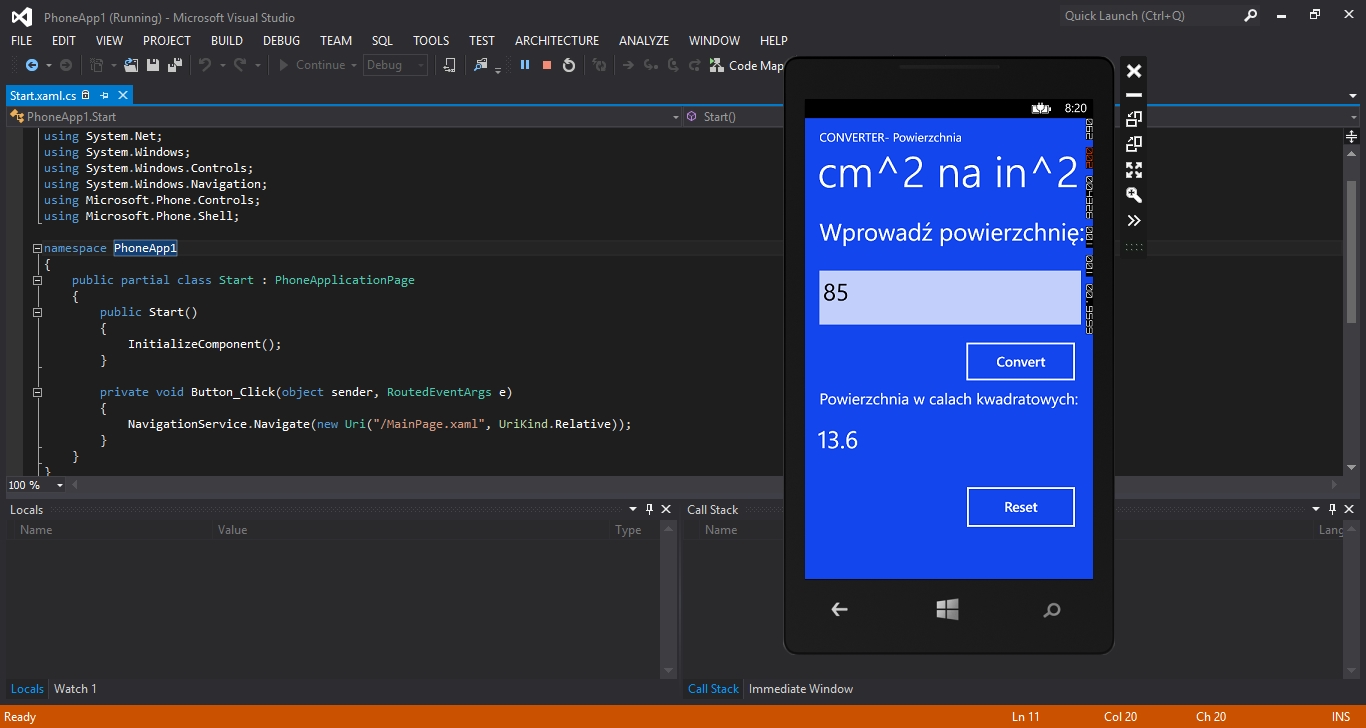 PhoneApp1 (Running) - Microsoft Visual Studio
Quick Launch (Ctrl+Q)
FILE EDIT VIEW PROJECT BUILD DEBUG TEAM SQL TOOLS TEST ARCHITECTURE ANALYZE WINDOW HELP
Continue Debug Code Map
Start.xaml.cs
PhoneApp1.Start Start()
using System.Net;
using System.Windows;
using System.Windows.Controls;
using System.Windows.Navigation;
using Microsoft.Phone.Controls;
using Microsoft.Phone.Shell;
namespace PhoneApp1
{
public partial class Start : PhoneApplicationPage
{
public Start()
{
InitializeComponent();
}
private void Button_Click(object sender, RoutedEventArgs e)
{
NavigationService.Navigate(new Uri("/MainPage.xaml", UriKind.Relative));
}
}
}
100 %
8:20
CONVERTER- Powierzchnia
cm^2 na in^2
Wprowadź powierzchnię:
85
Convert
Powierzchnia w calach kwadratowych:
13.6
Reset
Locals
Name Value Type
Call Stack
Name Lang
Locals Watch 1
Call Stack Immediate Window
Ready Ln 11 Col 20 Ch 20 INS